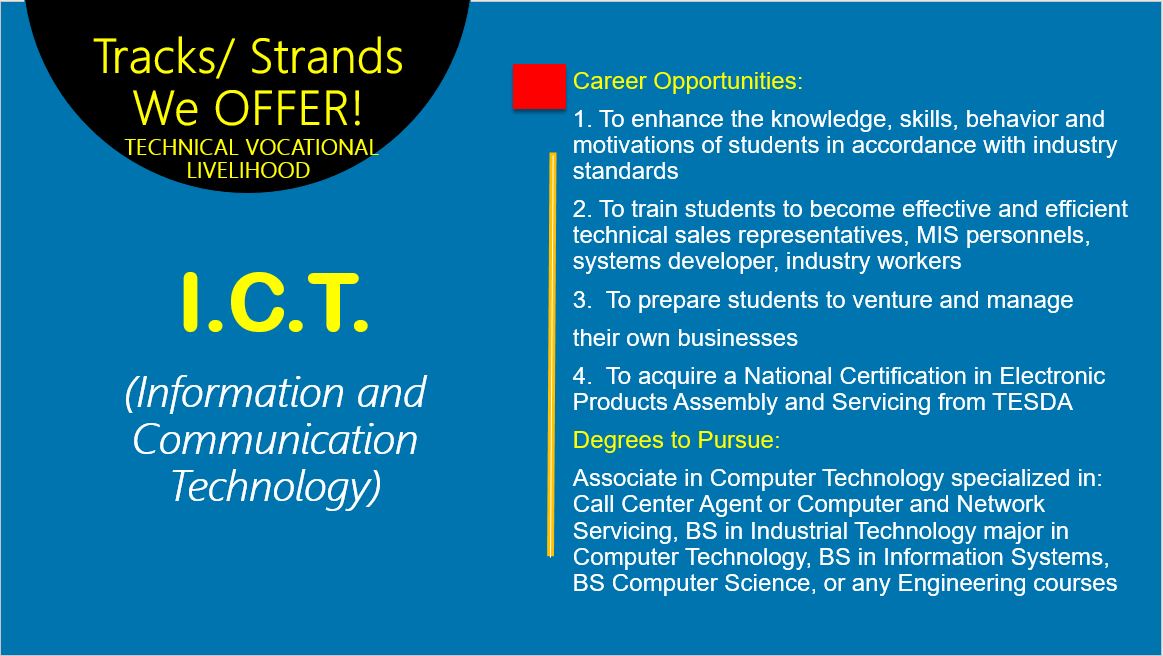 Tracks/ Strands
We OFFER!
TECHNICAL VOCATIONAL
LIVELIHOOD
I.C.T.
(Information and
Communication
Technology)
Career Opportunities:
1. To enhance the knowledge, skills, behavior and
motivations of students in accordance with industry
standards
2. To train students to become effective and efficient
technical sales representatives, MIS personnels,
systems developer, industry workers
3.  To prepare students to venture and manage
their own businesses
4.  To acquire a National Certification in Electronic
Products Assembly and Servicing from TESDA
Degrees to Pursue:
Associate in Computer Technology specialized in:
Call Center Agent or Computer and Network
Servicing, BS in Industrial Technology major in
Computer Technology, BS in Information Systems,
BS Computer Science, or any Engineering courses